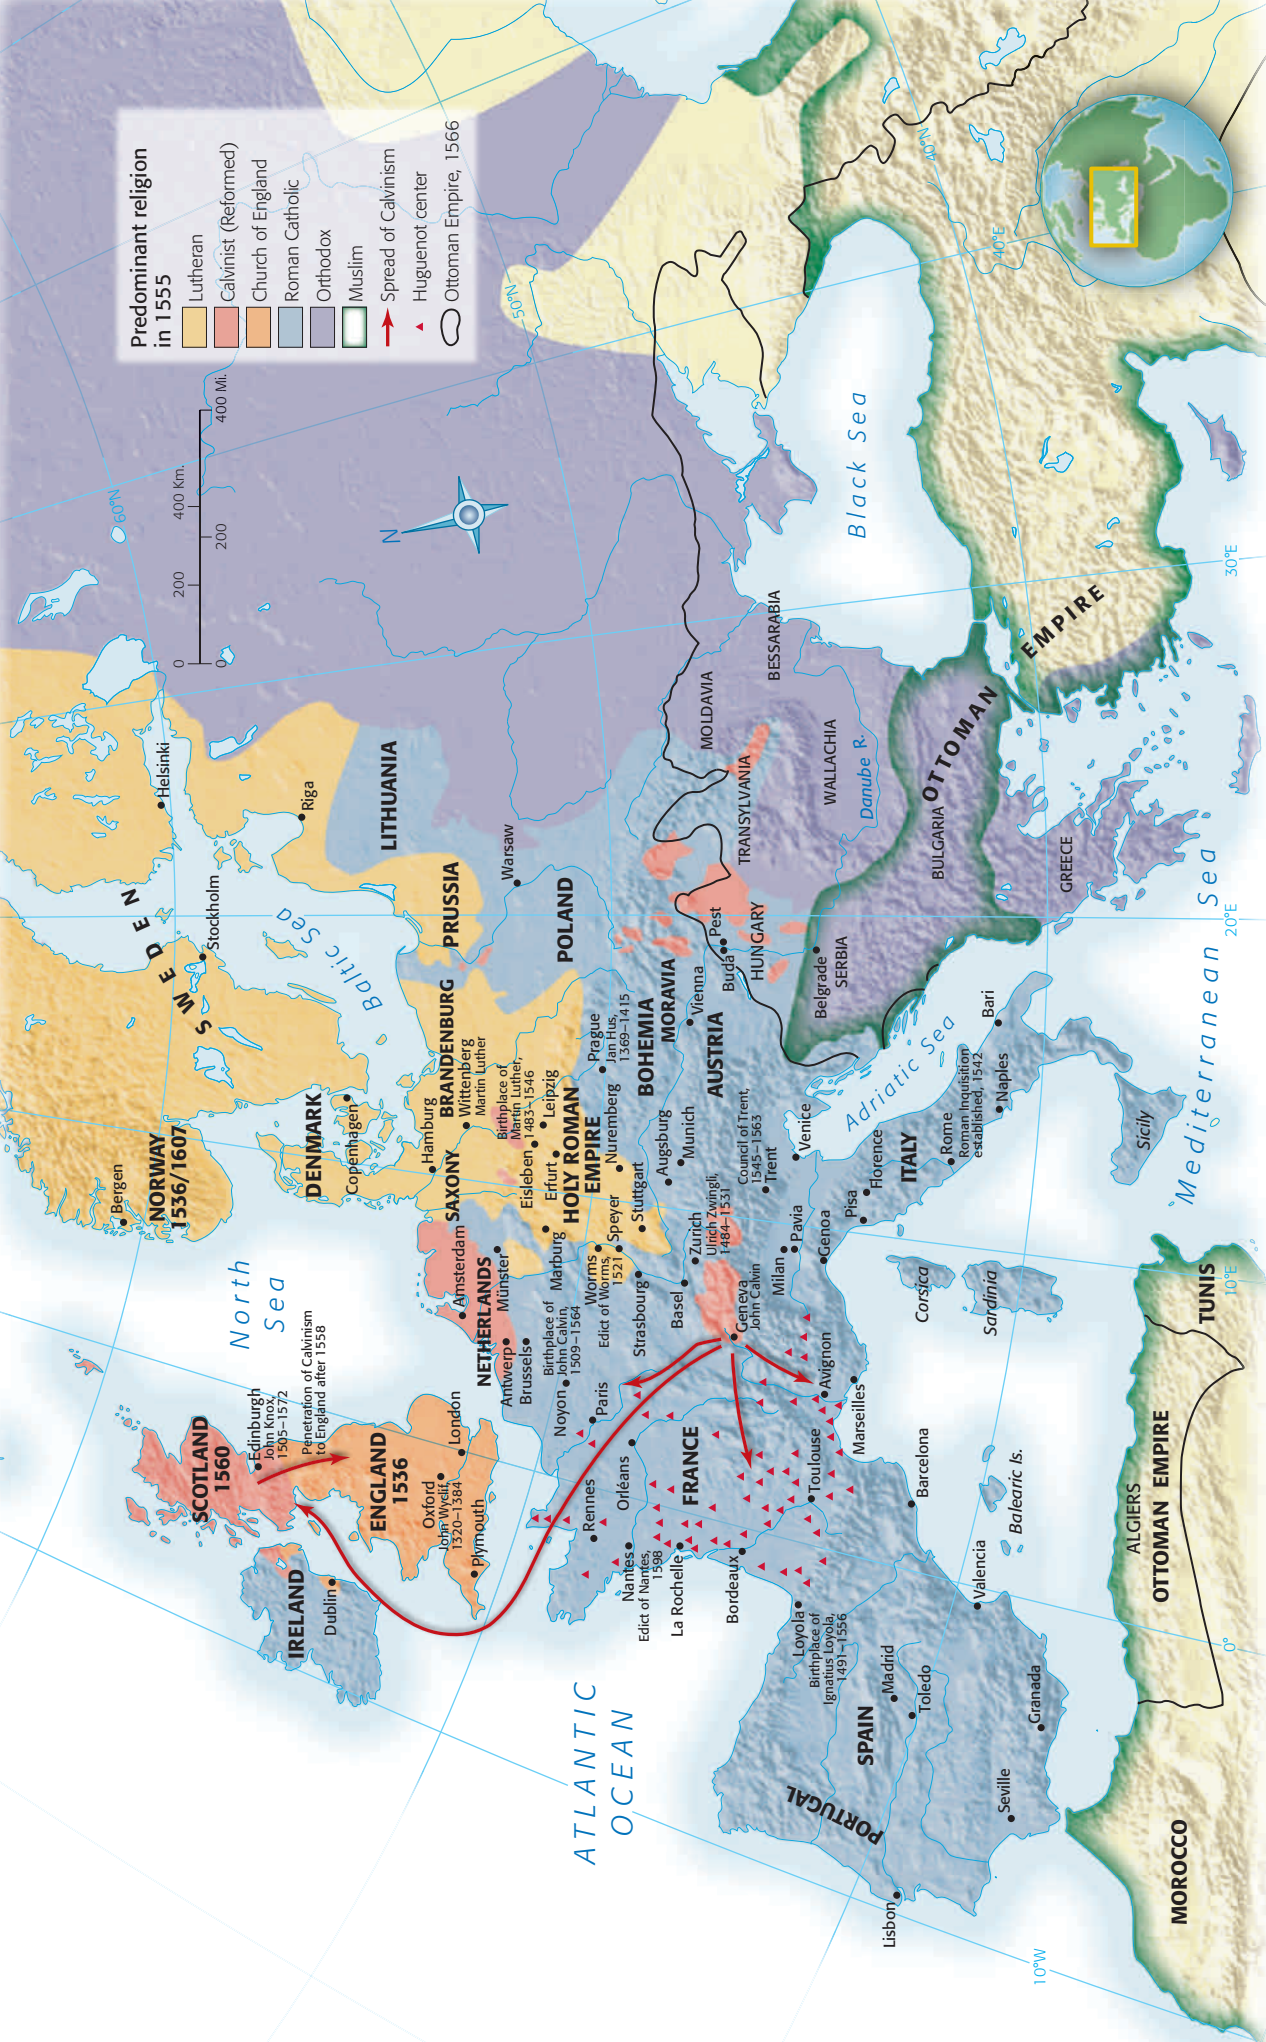 Predominant religion
in 1555
Lutheran
Calvinist (Reformed)
Church of England
Roman Catholic
Orthodox
Muslim
Spread of Calvinism
Huguenot center
Ottoman Empire, 1566
0 200 400 Km.
0 200 400 Mi.
N
60°N
50°N
40°N
40°E
30°E
20°E
10°E
0°
10°W
North
Sea
Baltic Sea
ATLANTIC
OCEAN
Black Sea
Adriatic Sea
Mediterranean Sea
Danube R.
NORWAY
1536/1607
Bergen
SWEDEN
Stockholm
Helsinki
Riga
DENMARK
Copenhagen
LITHUANIA
PRUSSIA
POLAND
Warsaw
SCOTLAND
1560
Edinburgh
John Knox,
1505–1572
Penetration of Calvinism
to England after 1558
IRELAND
Dublin
ENGLAND
1536
London
Oxford
John Wyclif,
1320–1384
Plymouth
NETHERLANDS
Amsterdam
Antwerp
Brussels
Münster
SAXONY
Hamburg
BRANDENBURG
Wittenberg
Martin Luther
Birthplace of
Martin Luther,
1483–1546
Eisleben
Leipzig
Erfurt
HOLY ROMAN
EMPIRE
Marburg
Worms
Edict of Worms,
1521
Speyer
Nuremberg
Stuttgart
Strasbourg
Augsburg
Munich
Prague
Jan Hus,
1369–1415
BOHEMIA
MORAVIA
AUSTRIA
Vienna
Buda
Pest
HUNGARY
TRANSYLVANIA
MOLDAVIA
BESSARABIA
WALLACHIA
BULGARIA
Belgrade
SERBIA
GREECE
OTTOMAN
EMPIRE
Noyon
Birthplace of
John Calvin,
1509–1564
Paris
Rennes
Orléans
FRANCE
Nantes
Edict of Nantes,
1598
La Rochelle
Bordeaux
Toulouse
Avignon
Marseilles
Basel
Zurich
Ulrich Zwingli,
1484–1531
Geneva
John Calvin
Council of Trent,
1545–1563
Trent
Milan
Pavia
Genoa
Venice
Pisa
Florence
ITALY
Rome
Roman Inquisition
established, 1542
Naples
Bari
Corsica
Sardinia
Sicily
Loyola
Birthplace of
Ignatius Loyola,
1491–1556
SPAIN
Madrid
Toledo
Barcelona
Valencia
Granada
Seville
Balearic Is.
PORTUGAL
Lisbon
MOROCCO
ALGIERS
OTTOMAN EMPIRE
TUNIS